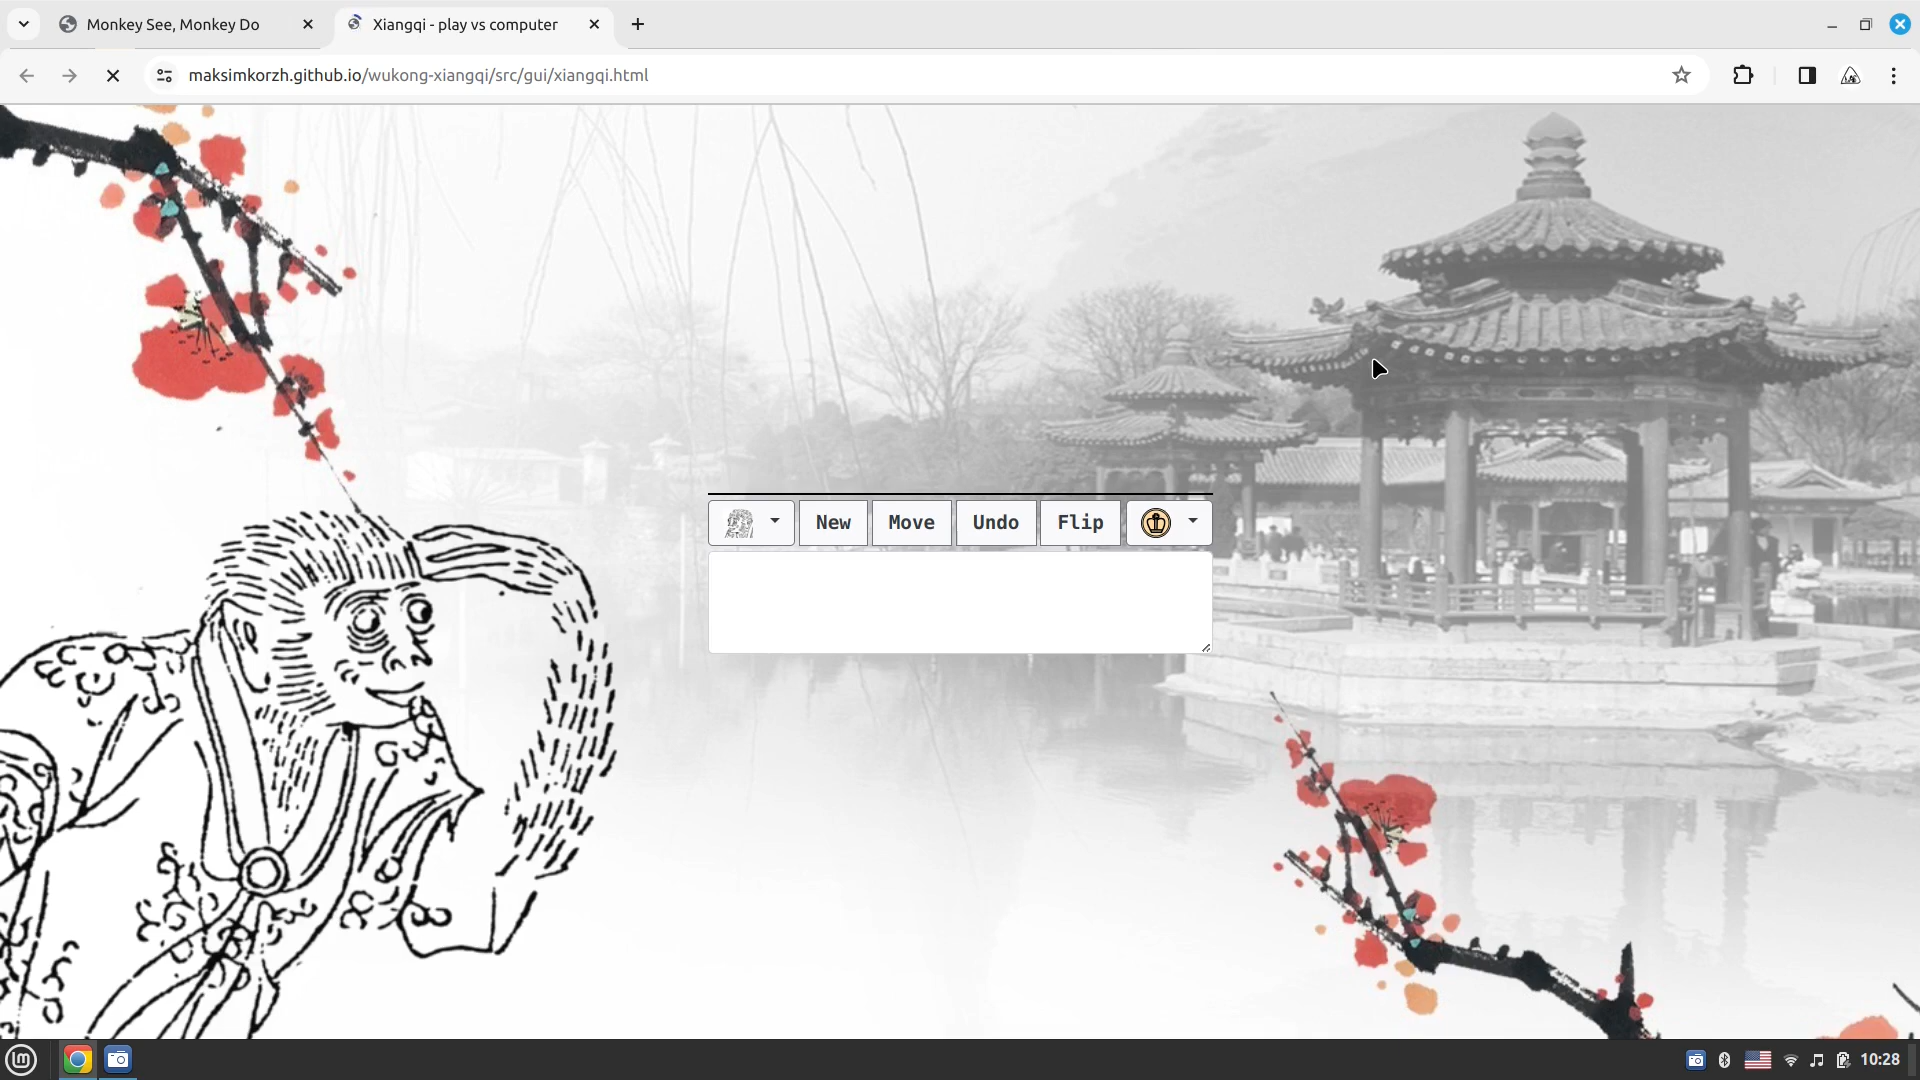 Monkey See, Monkey Do
Xiangqi - play vs computer
maksimkorzh.github.io/wukong-xiangqi/src/gui/xiangqi.html
New
Move
Undo
Flip
10:28